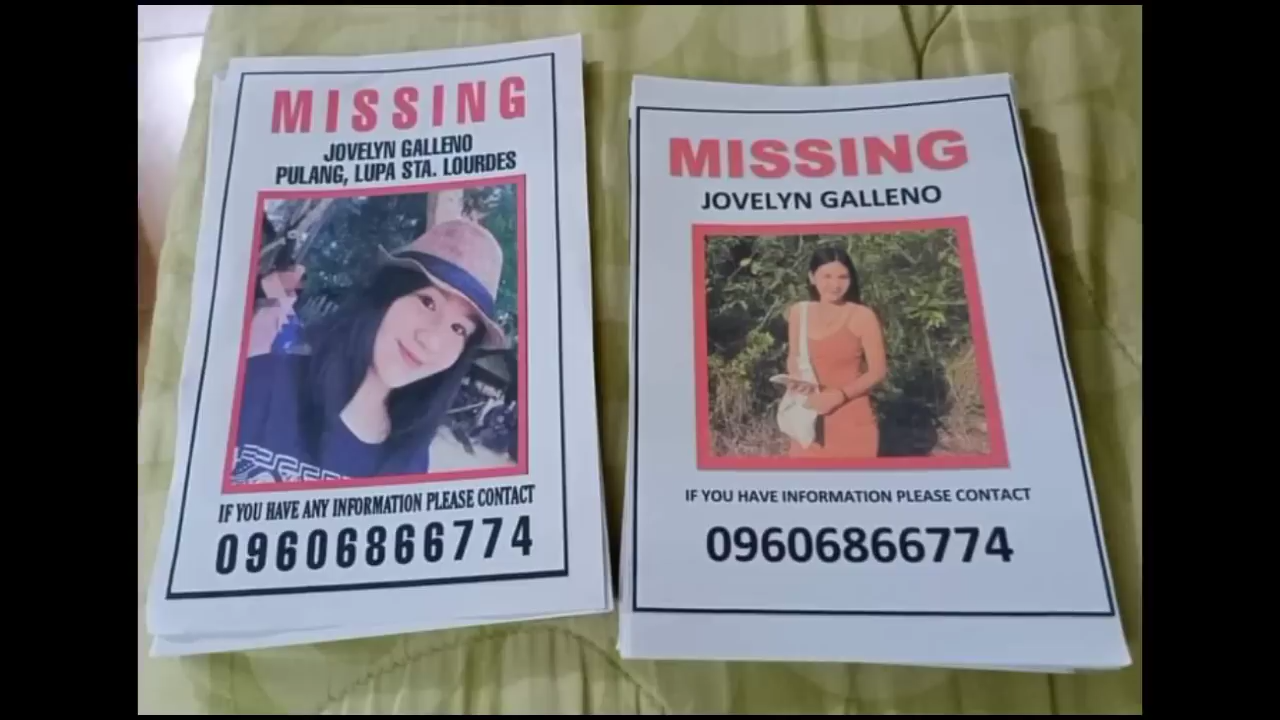 MISSING
JOVELYN GALLENO
PULANG, LUPA STA. LOURDES
IF YOU HAVE ANY INFORMATION PLEASE CONTACT
09606866774
MISSING
JOVELYN GALLENO
IF YOU HAVE INFORMATION PLEASE CONTACT
09606866774